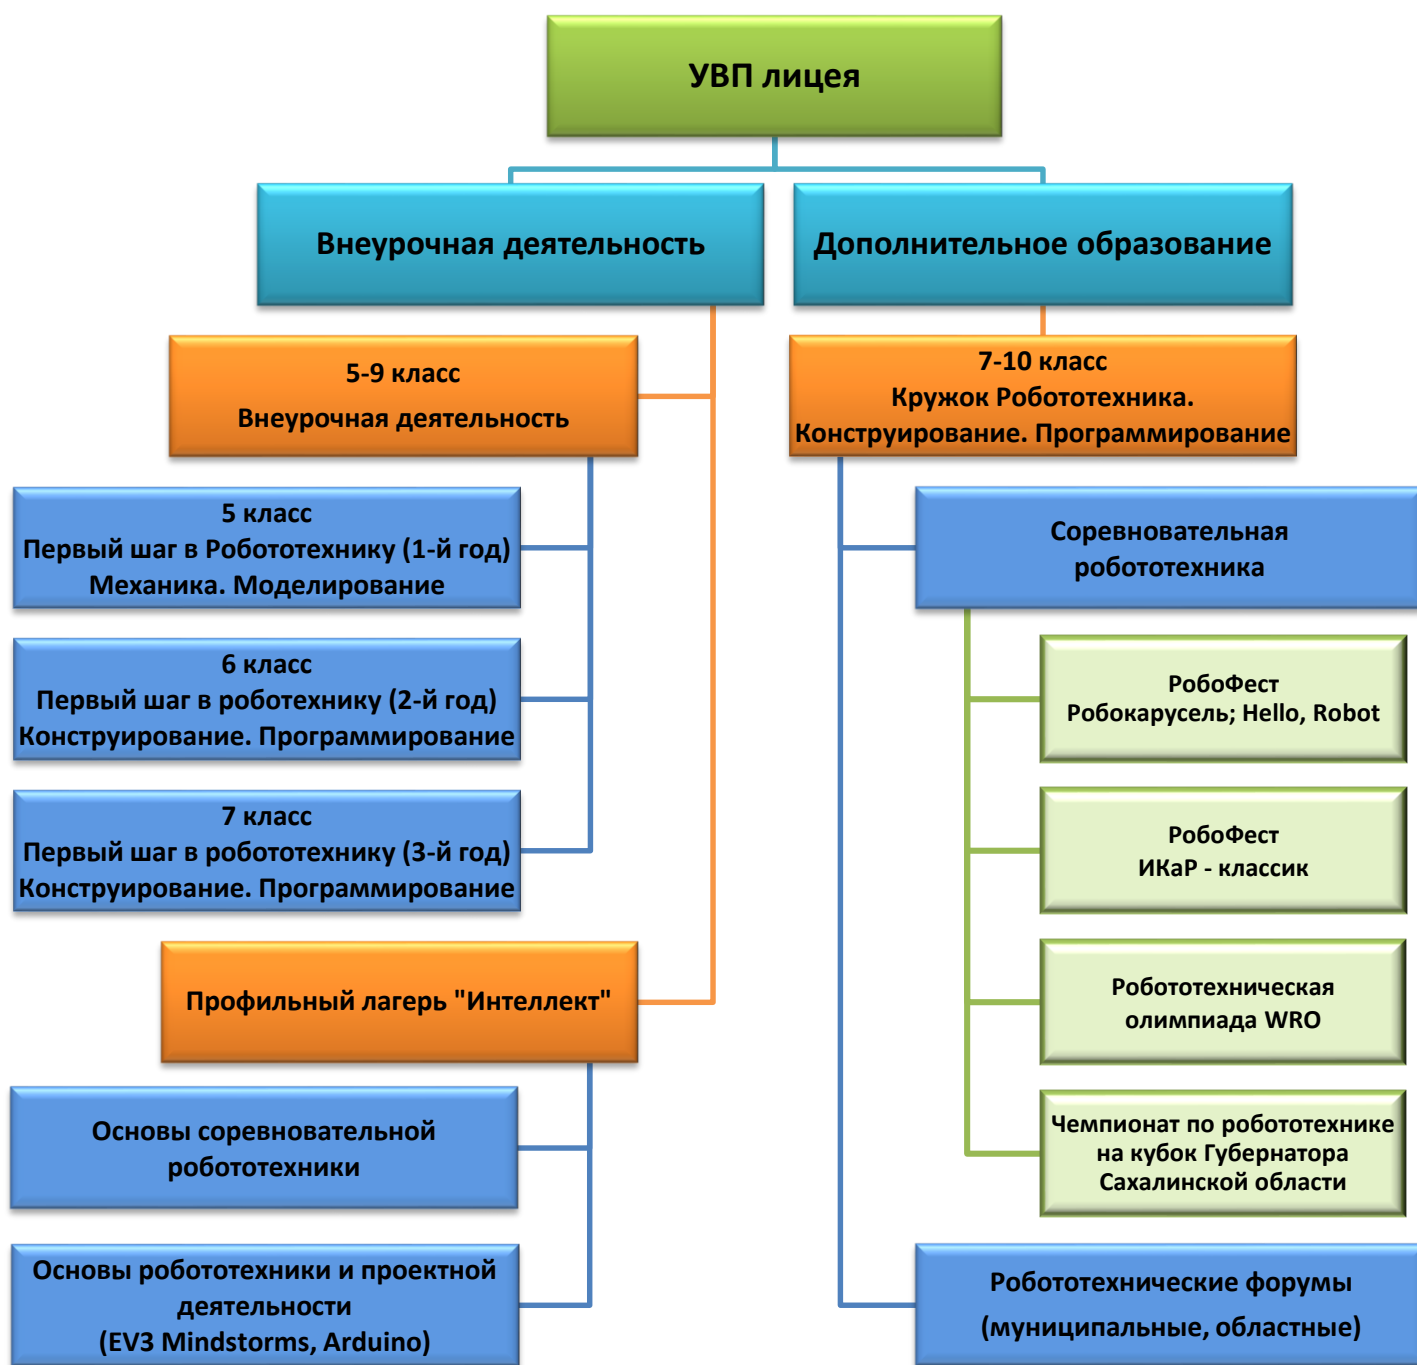 УВП лицея
Внеурочная деятельность
Дополнительное образование
5-9 класс
Внеурочная деятельность
7-10 класс
Кружок Робототехника.
Конструирование. Программирование
5 класс
Первый шаг в Робототехнику (1-й год)
Механика. Моделирование
6 класс
Первый шаг в роботехнику (2-й год)
Конструирование. Программирование
7 класс
Первый шаг в робототехнику (3-й год)
Конструирование. Программирование
Профильный лагерь "Интеллект"
Основы соревновательной
робототехники
Основы робототехники и проектной
деятельности
(EV3 Mindstorms, Arduino)
Соревновательная
робототехника
РобоФест
Робокарусель; Hello, Robot
РобоФест
ИКаР - классик
Робототехническая
олимпиада WRO
Чемпионат по робототехнике
на кубок Губернатора
Сахалинской области
Робототехнические форумы
(муниципальные, областные)